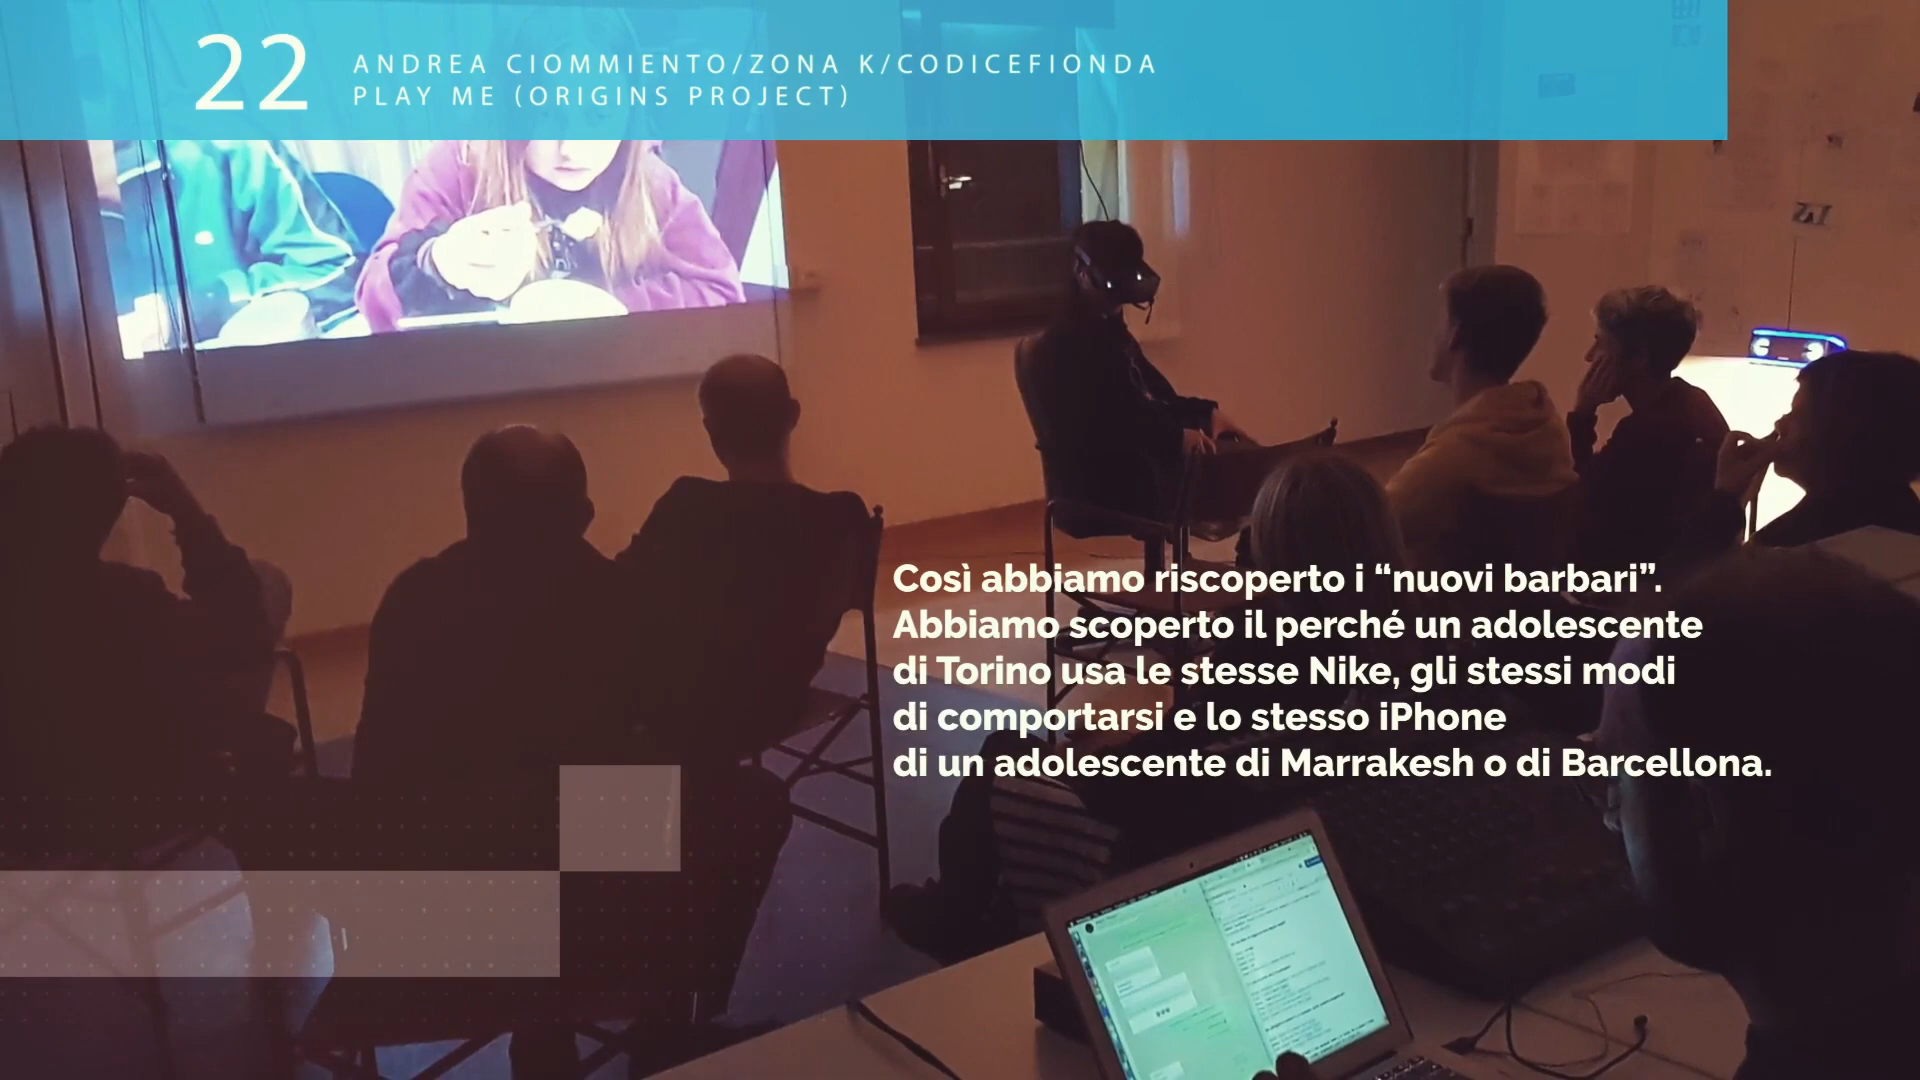 22
ANDREA CIOMMIENTO/ZONA K/CODICEFIONDA
PLAY ME (ORIGINS PROJECT)
Così abbiamo riscoperto i “nuovi barbari”.
Abbiamo scoperto il perché un adolescente
di Torino usa le stesse Nike, gli stessi modi
di comportarsi e lo stesso iPhone
di un adolescente di Marrakesh o di Barcellona.